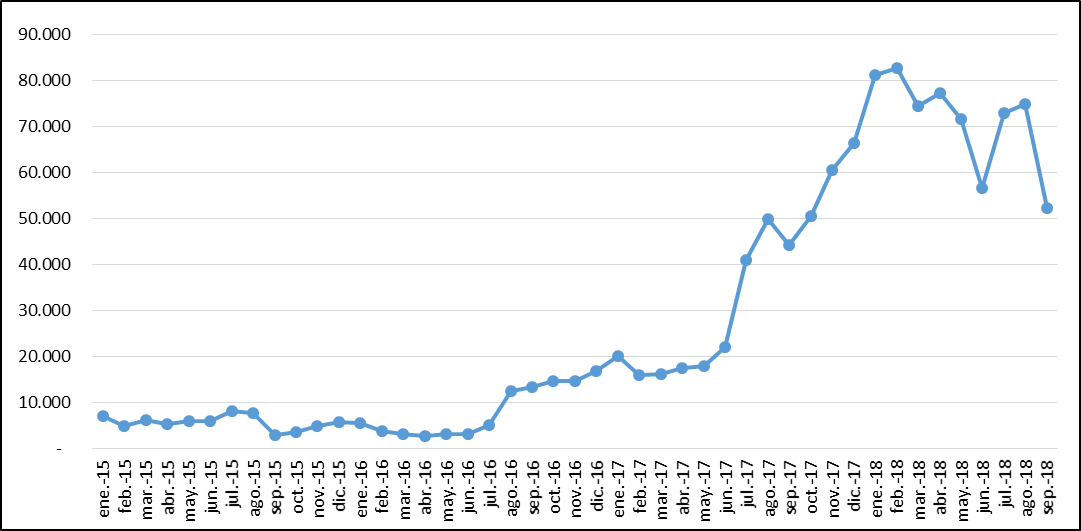 90.000
80.000
70.000
60.000
50.000
40.000
30.000
20.000
10.000
-
ene.-15
feb.-15
mar.-15
abr.-15
may.-15
jun.-15
jul.-15
ago.-15
sep.-15
oct.-15
nov.-15
dic.-15
ene.-16
feb.-16
mar.-16
abr.-16
may.-16
jun.-16
jul.-16
ago.-16
sep.-16
oct.-16
nov.-16
dic.-16
ene.-17
feb.-17
mar.-17
abr.-17
may.-17
jun.-17
jul.-17
ago.-17
sep.-17
oct.-17
nov.-17
dic.-17
ene.-18
feb.-18
mar.-18
abr.-18
may.-18
jun.-18
jul.-18
ago.-18
sep.-18